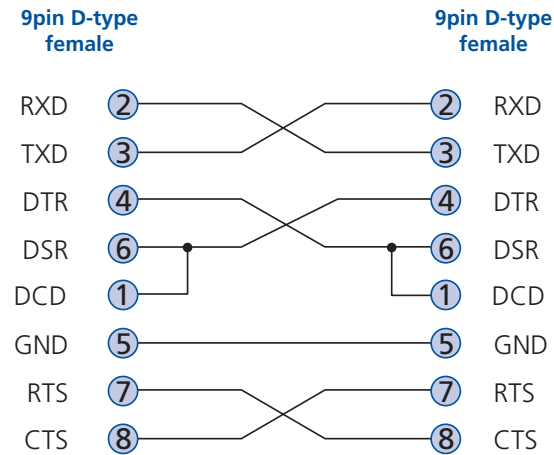 9pin D-type
female
9pin D-type
female
RXD 2 2 RXD
TXD 3 3 TXD
DTR 4 4 DTR
DSR 6 6 DSR
DCD 1 1 DCD
GND 5 5 GND
RTS 7 7 RTS
CTS 8 8 CTS